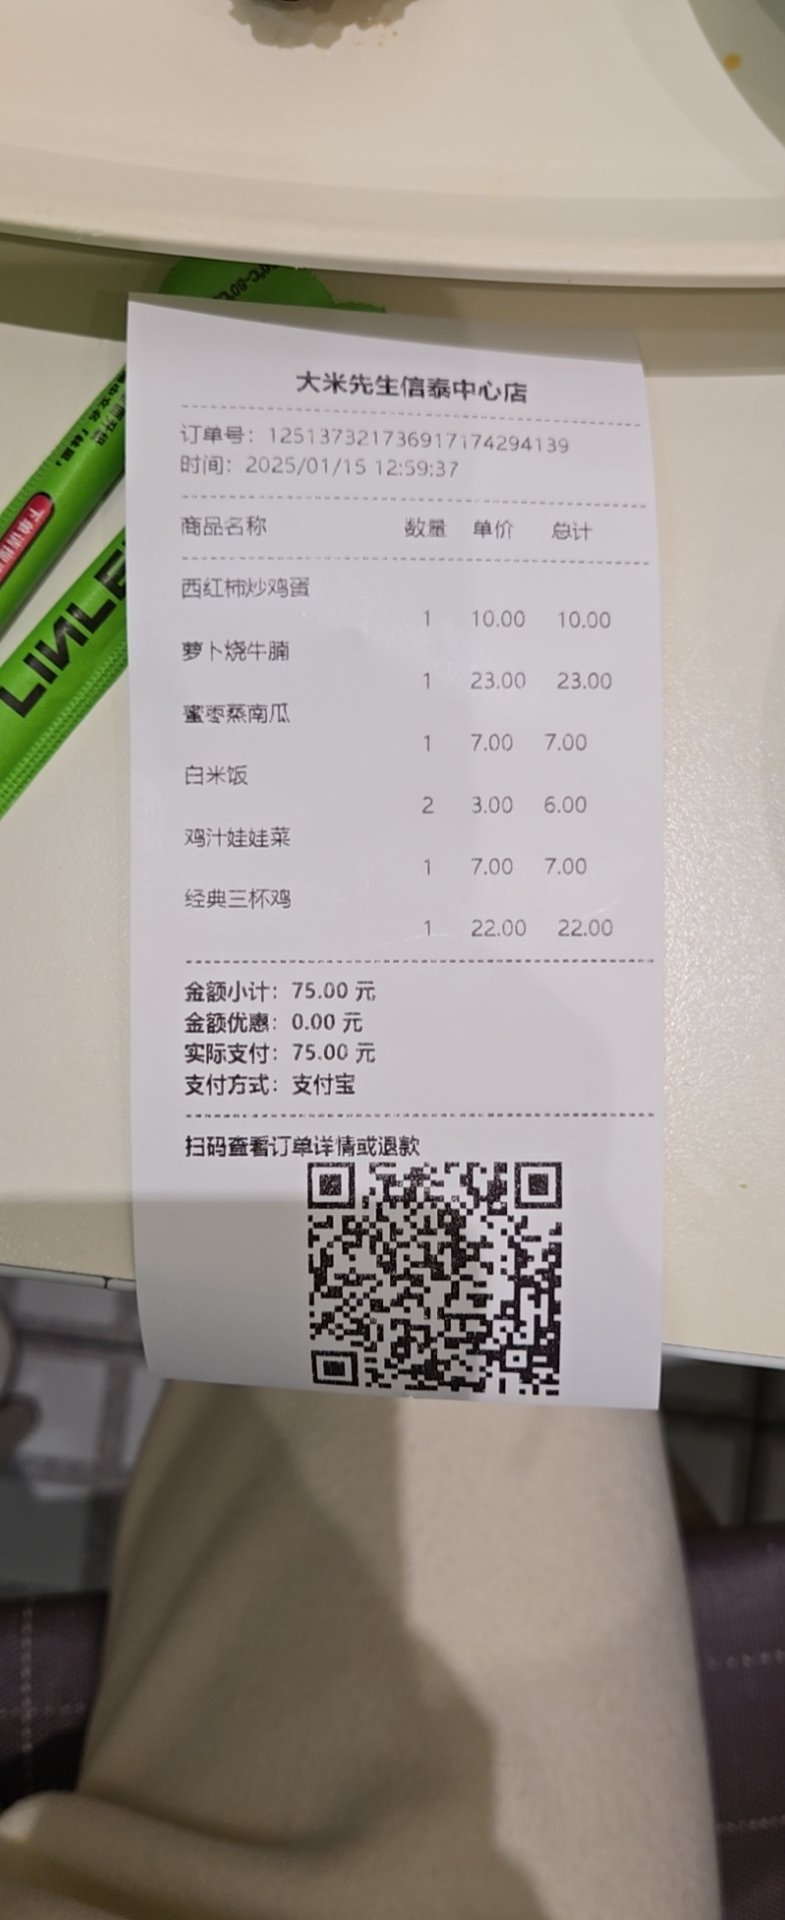 大米先生信泰中心店
订单号：1251373217369171174294139
时间：2025/01/15 12:59:37
商品名称 数量 单价 总计
西红柿炒鸡蛋
1 10.00 10.00
萝卜烧牛腩
1 23.00 23.00
蜜枣蒸南瓜
1 7.00 7.00
白米饭
2 3.00 6.00
鸡汁娃娃菜
1 7.00 7.00
经典三杯鸡
1 22.00 22.00
金额小计：75.00 元
金额优惠：0.00 元
实际支付：75.00 元
支付方式：支付宝
扫码查看订单详情或退款